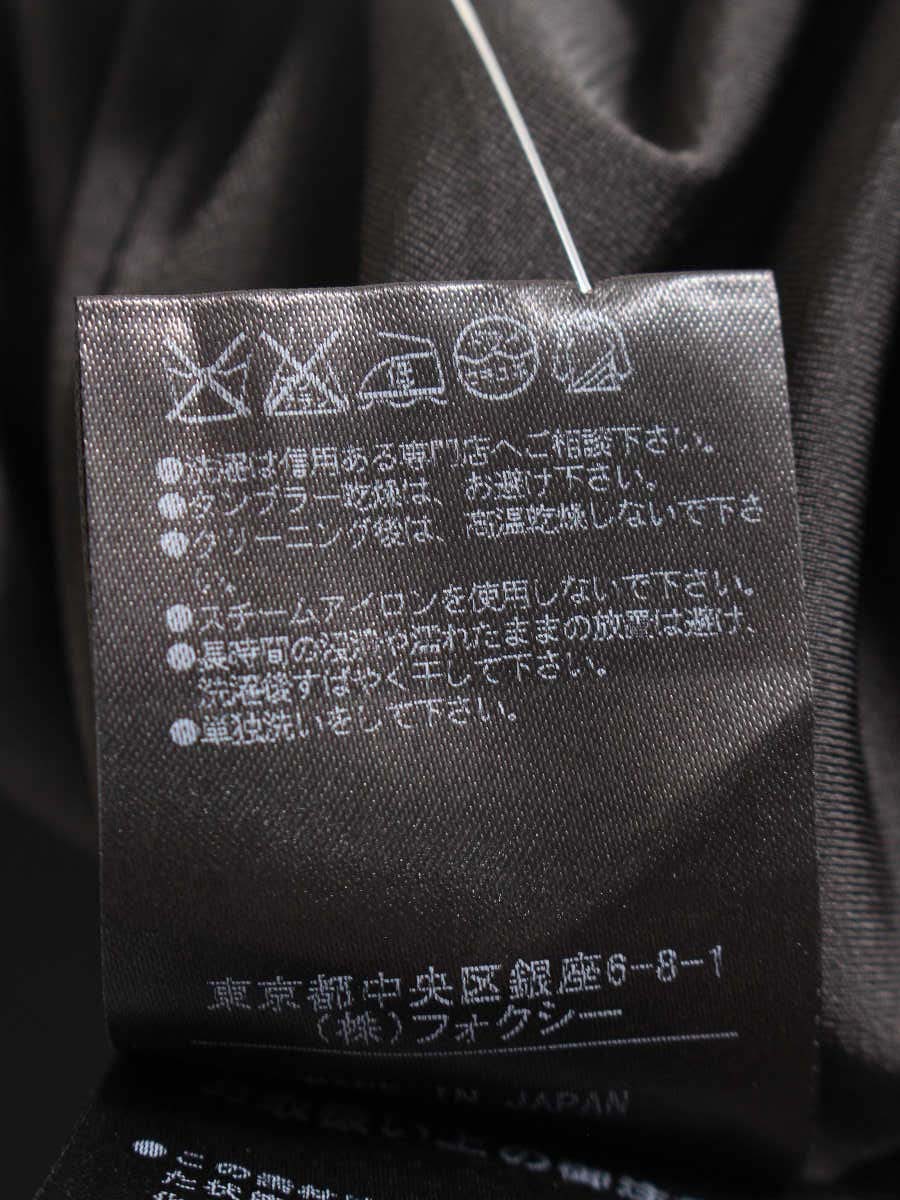 ●洗濯は信用ある専門店へご相談下さい。
●タンブラー乾燥は、お避け下さい。
●クリーニング後は、高温乾燥しないで下さ
い。
●スチームアイロンを使用しないで下さい。
●長時間の浸漬や濡れたままの放置は避け、
洗濯後すばやく干して下さい。
●単独洗いをして下さい。
東京都中央区銀座6-8-1
(株)フォクシー
IN JAPAN
●この